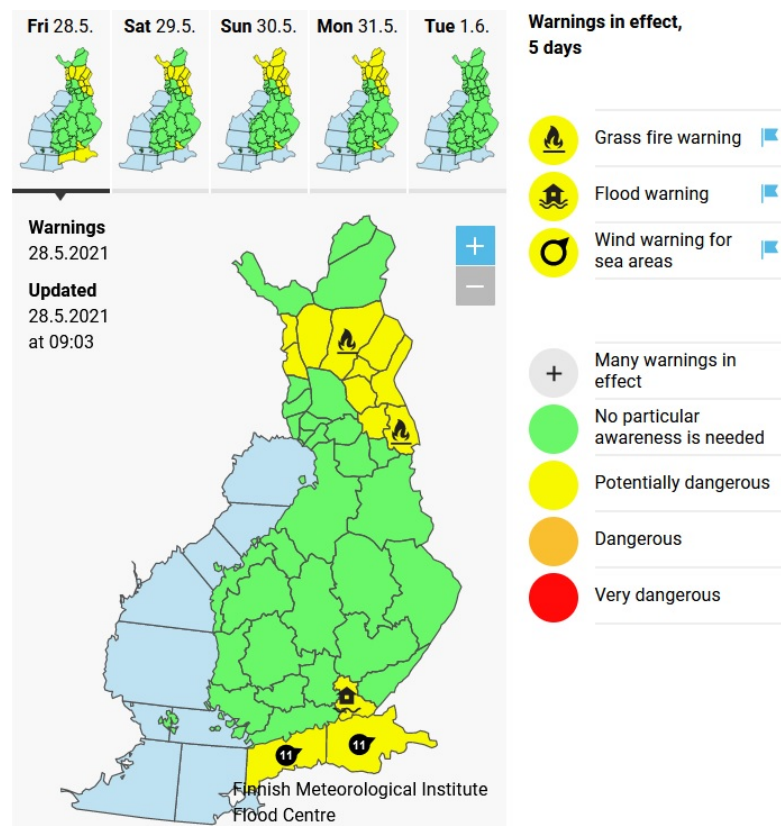 Fri 28.5.
Sat 29.5.
Sun 30.5.
Mon 31.5.
Tue 1.6.
Warnings
28.5.2021
Updated
28.5.2021
at 09:03
+
−
11
11
Finnish Meteorological Institute
Flood Centre
Warnings in effect,
5 days
Grass fire warning
Flood warning
Wind warning for
sea areas
+
Many warnings in
effect
No particular
awareness is needed
Potentially dangerous
Dangerous
Very dangerous